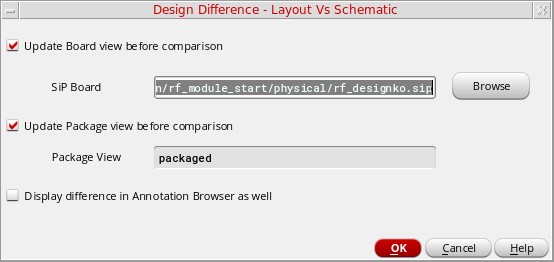 Design Difference - Layout Vs Schematic
Update Board view before comparison
SiP Board
n/rf_module_start/physical/rf_designko.sip
Browse
Update Package view before comparison
Package View
packaged
Display difference in Annotation Browser as well
OK
Cancel
Help